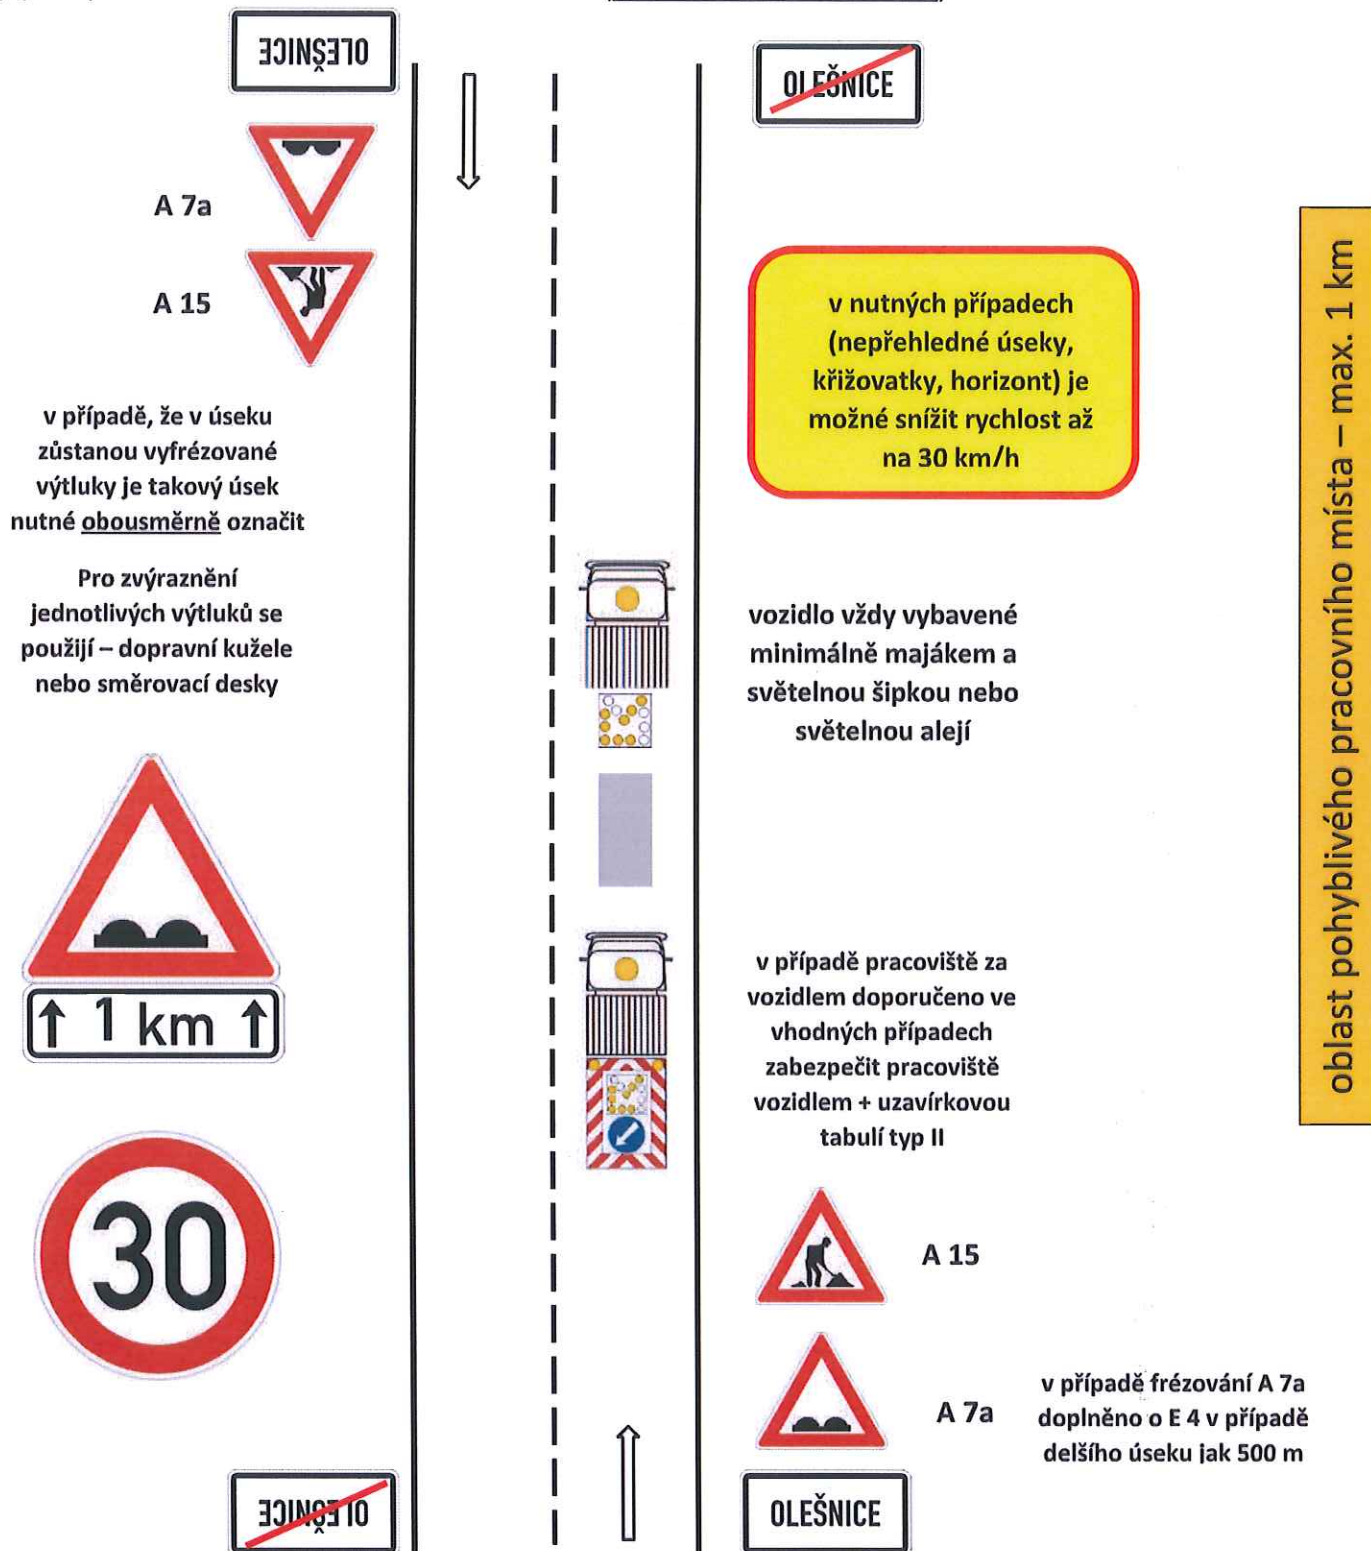 OLEŠNICE
OLEŠNICE
A 7a
A 15
v nutných případech
(nepřehledné úseky,
křižovatky, horizont) je
možné snížit rychlost až
na 30 km/h
oblast pohyblivého pracovního místa – max. 1 km
v případě, že v úseku
zůstanou vyfrézované
výtluky je takový úsek
nutné obousměrně označit
Pro zvýraznění
jednotlivých výtluků se
použijí – dopravní kužele
nebo směrovací desky
vozidlo vždy vybavené
minimálně majákem a
světelnou šipkou nebo
světelnou alejí
1 km
v případě pracoviště za
vozidlem doporučeno ve
vhodných případech
zabezpečit pracoviště
vozidlem + uzavírkovou
tabulí typ II
30
A 15
A 7a
v případě frézování A 7a
doplněno o E 4 v případě
delšího úseku jak 500 m
OLEŠNICE
OLEŠNICE